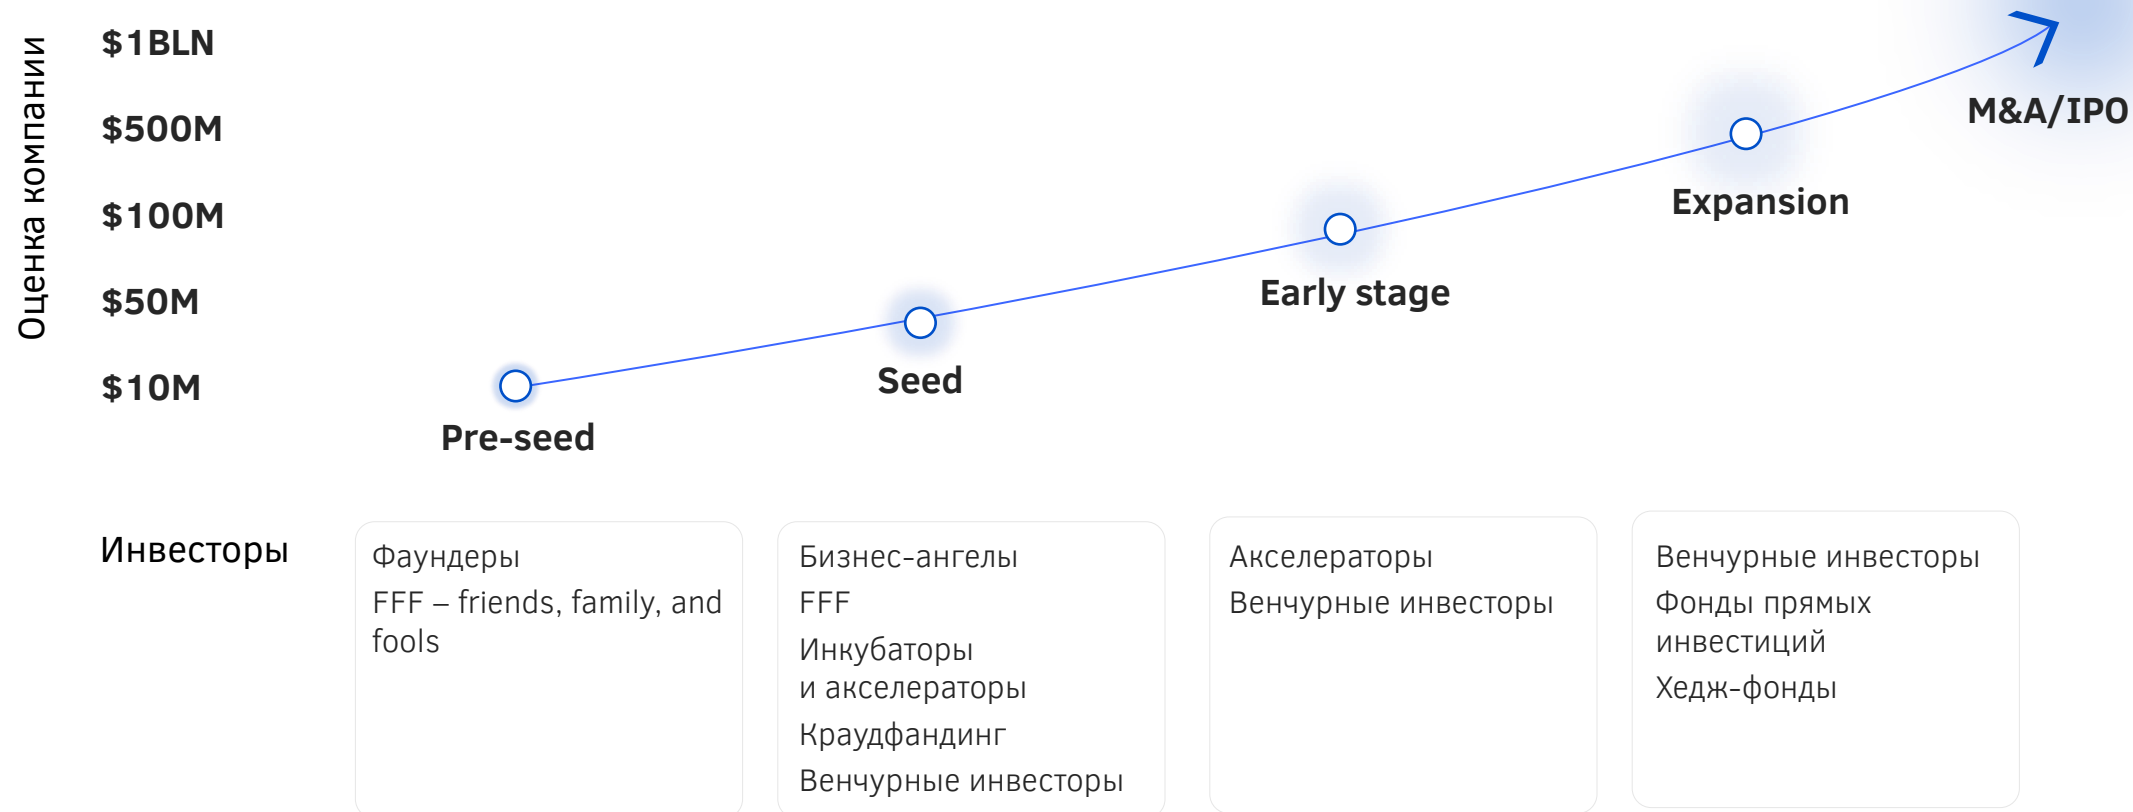 Оценка компании
$1BLN
$500M
$100M
$50M
$10M
Pre-seed
Seed
Early stage
Expansion
M&A/IPO
Инвесторы
Фаундеры
FFF – friends, family, and
fools
Бизнес-ангелы
FFF
Инкубаторы
и акселераторы
Краудфандинг
Венчурные инвесторы
Акселераторы
Венчурные инвесторы
Венчурные инвесторы
Фонды прямых
инвестиций
Хедж-фонды